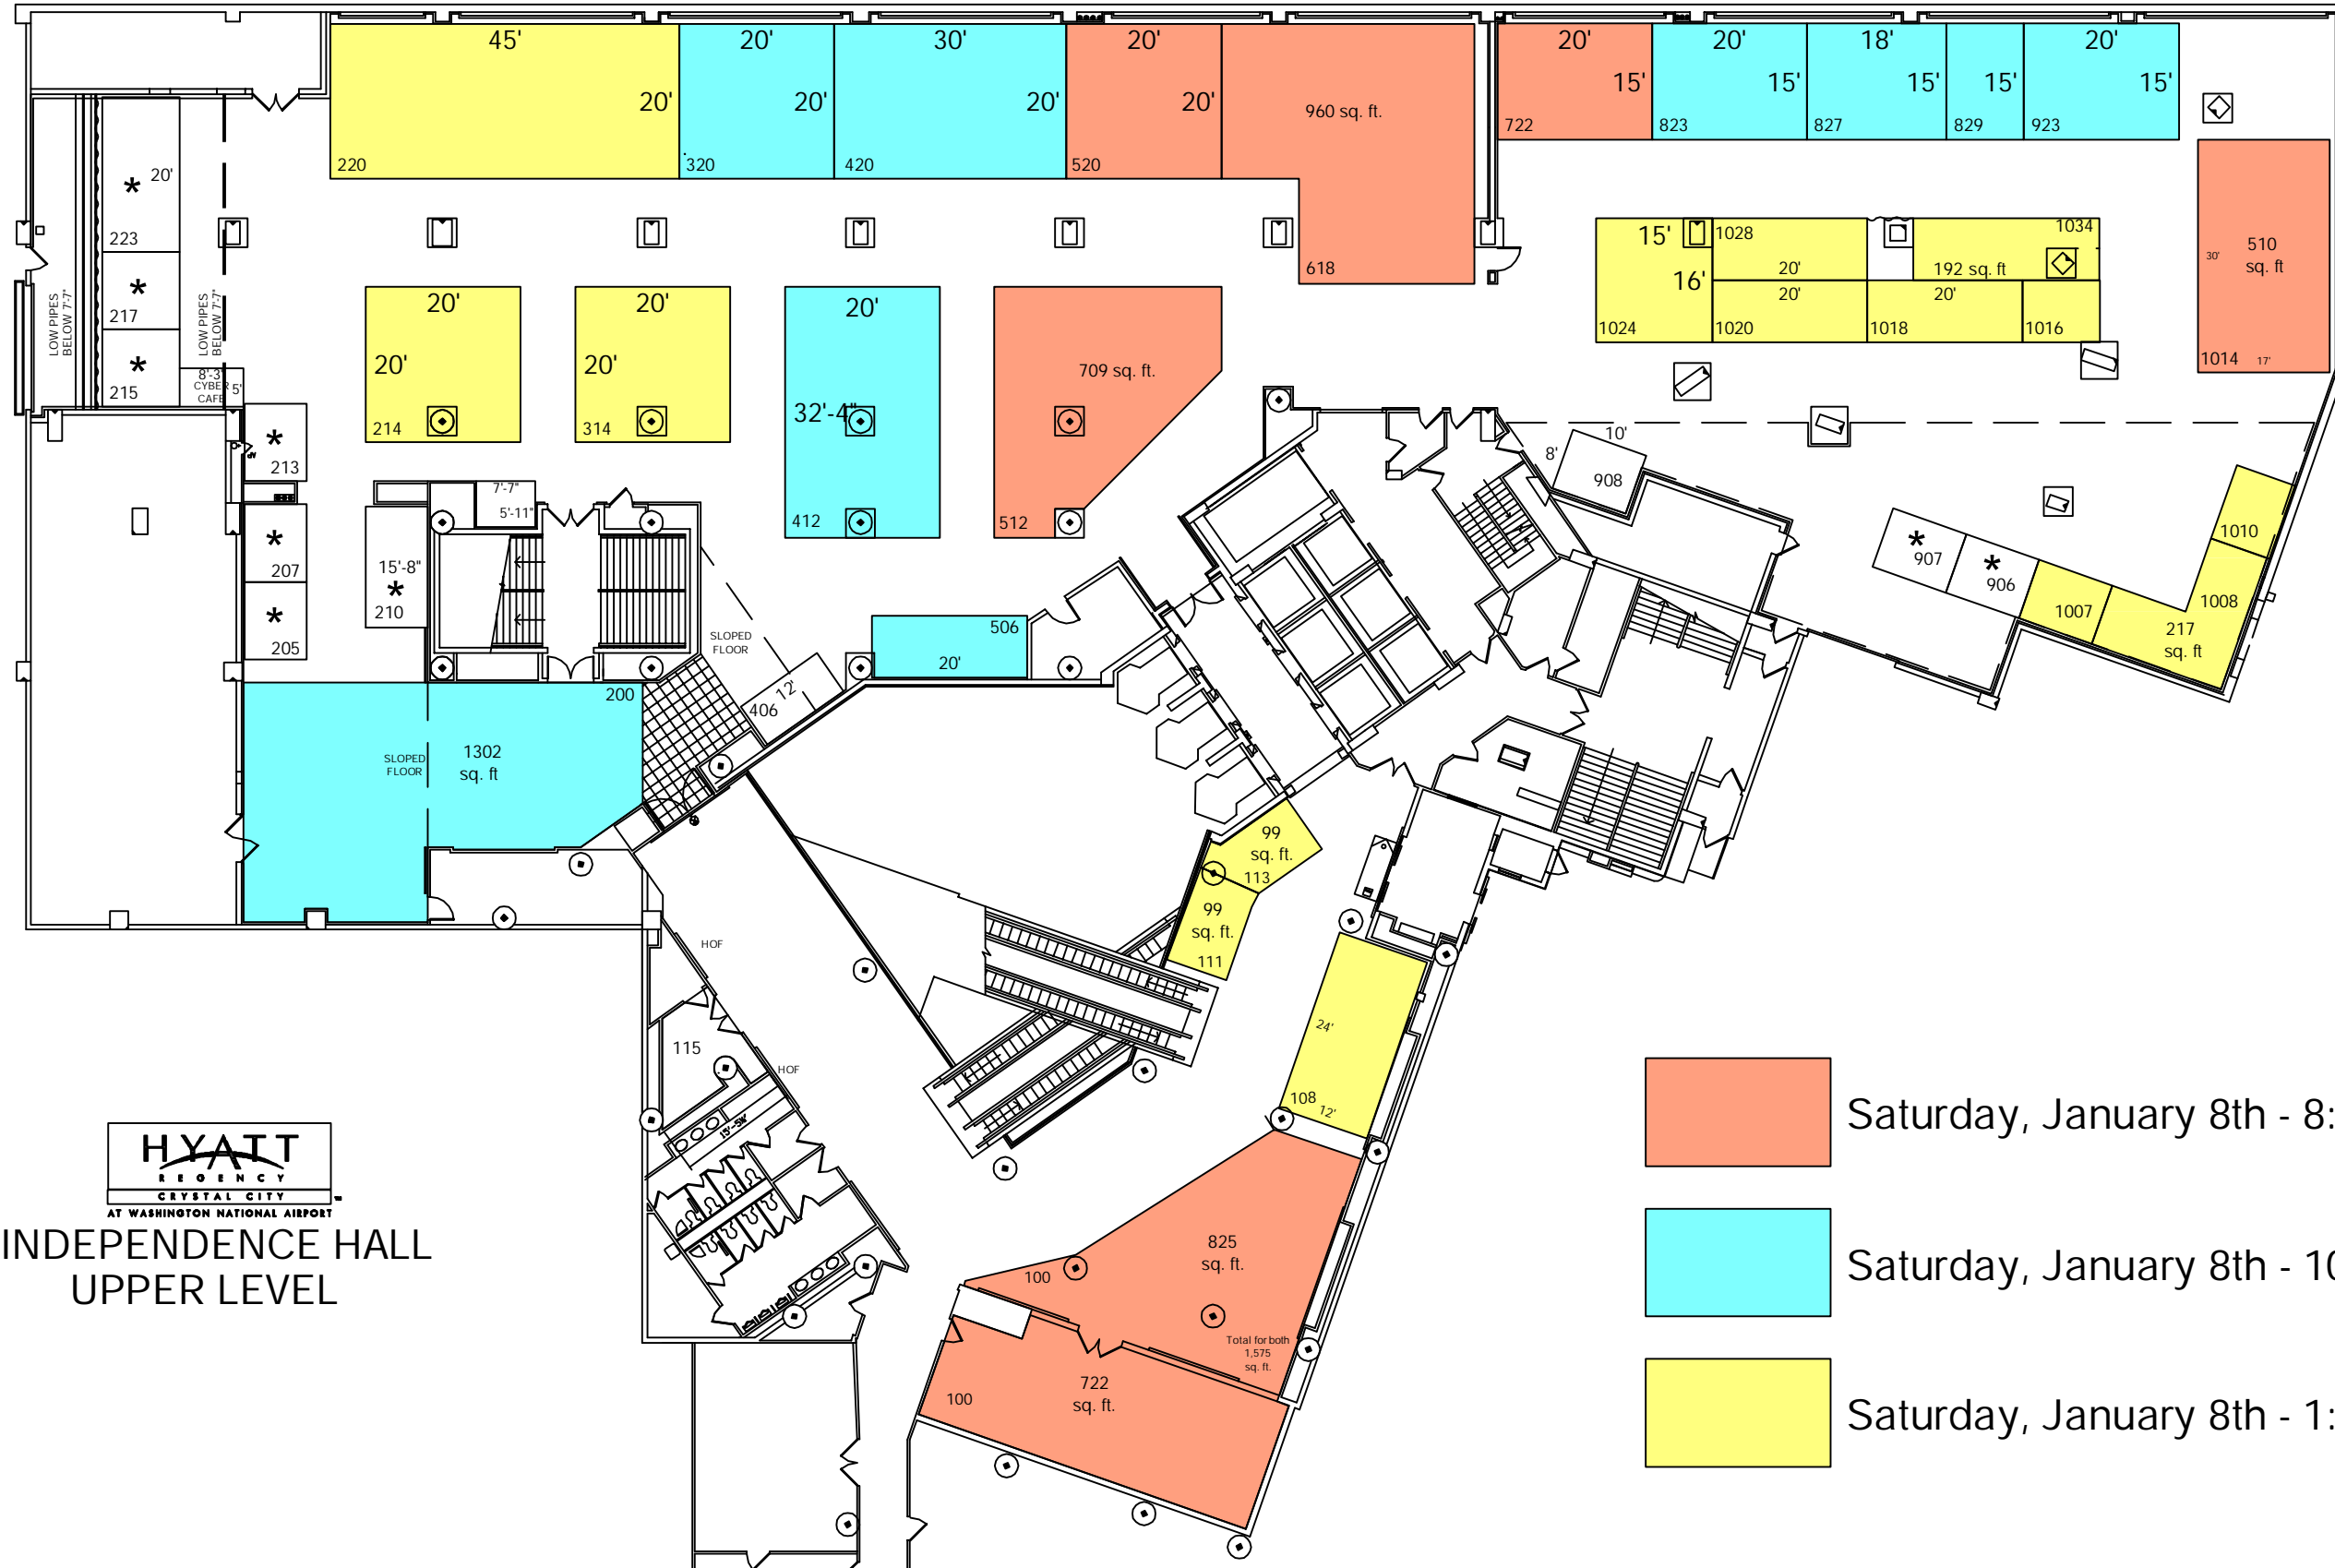 45'
20'
30'
20'
20'
20'
18'
20'
20'
20'
20'
20'
960 sq. ft.
15'
15'
15'
15'
15'
220
320
420
520
722
823
827
829
923
20'
223
217
215
LOW PIPES
BELOW 7'-7"
LOW PIPES
BELOW 7'-7"
8'-3"
CYBER
CAFE
5'
618
15'
16'
1028
20'
20'
192 sq. ft
20'
1034
1024
1020
1018
1016
30'
510
sq. ft
1014
17'
20'
20'
214
20'
20'
314
20'
32'-4"
412
709 sq. ft.
512
213
207
205
7'-7"
5'-11"
15'-8"
210
10'
8'
908
907
906
1007
1010
1008
217
sq. ft
SLOPED
FLOOR
506
20'
12'
406
200
1302
sq. ft
SLOPED
FLOOR
99
sq. ft.
113
99
sq. ft.
111
HOF
115
HOF
24'
108
12'
825
sq. ft.
100
Total for both
1,575
sq. ft.
722
sq. ft.
100
HYATT
REGENCY
CRYSTAL CITY
AT WASHINGTON NATIONAL AIRPORT
INDEPENDENCE HALL
UPPER LEVEL
Saturday, January 8th - 8:
Saturday, January 8th - 10
Saturday, January 8th - 1: